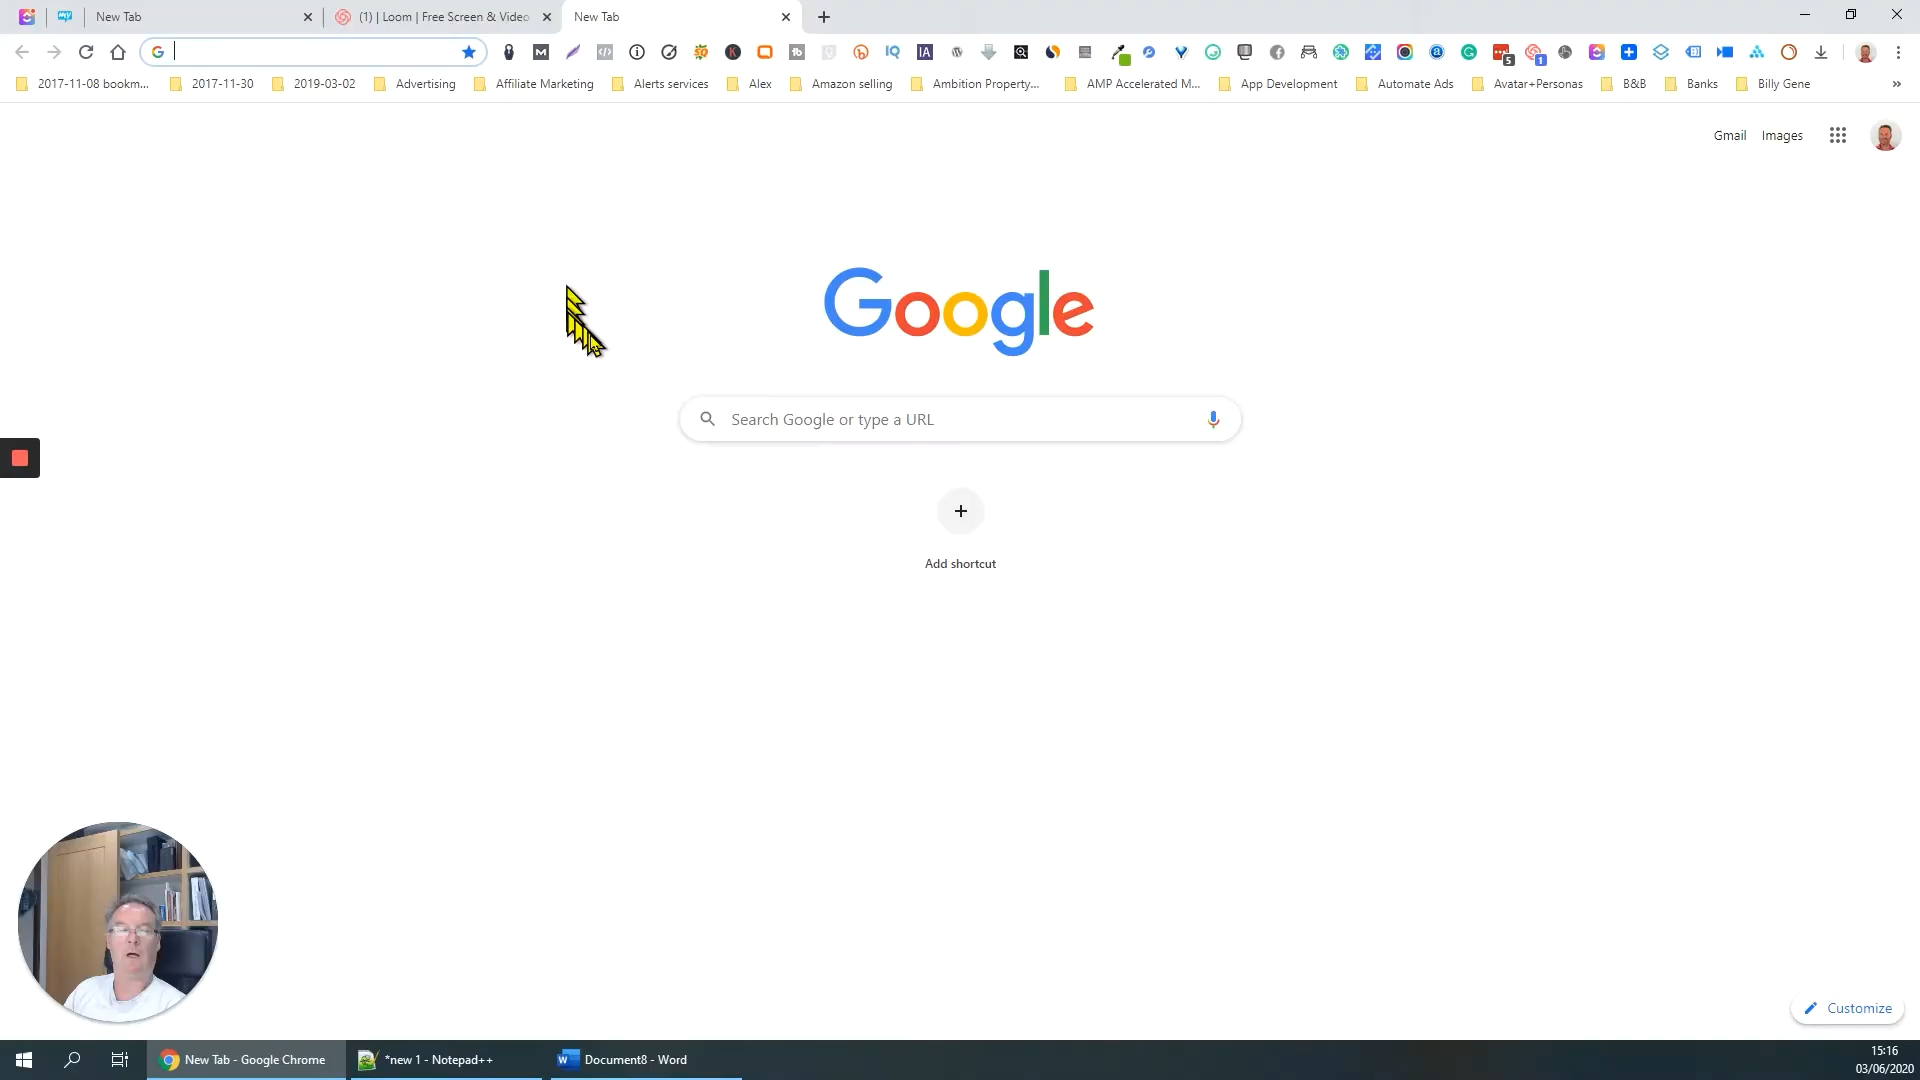 New Tab
(1) | Loom | Free Screen & Video
New Tab
2017-11-08 bookm...
2017-11-30
2019-03-02
Advertising
Affiliate Marketing
Alerts services
Alex
Amazon selling
Ambition Property...
AMP Accelerated M...
App Development
Automate Ads
Avatar+Personas
B&B
Banks
Billy Gene
Gmail
Images
Google
Search Google or type a URL
Add shortcut
Customize
New Tab - Google Chrome
*new 1 - Notepad++
Document8 - Word
15:16
03/06/2020